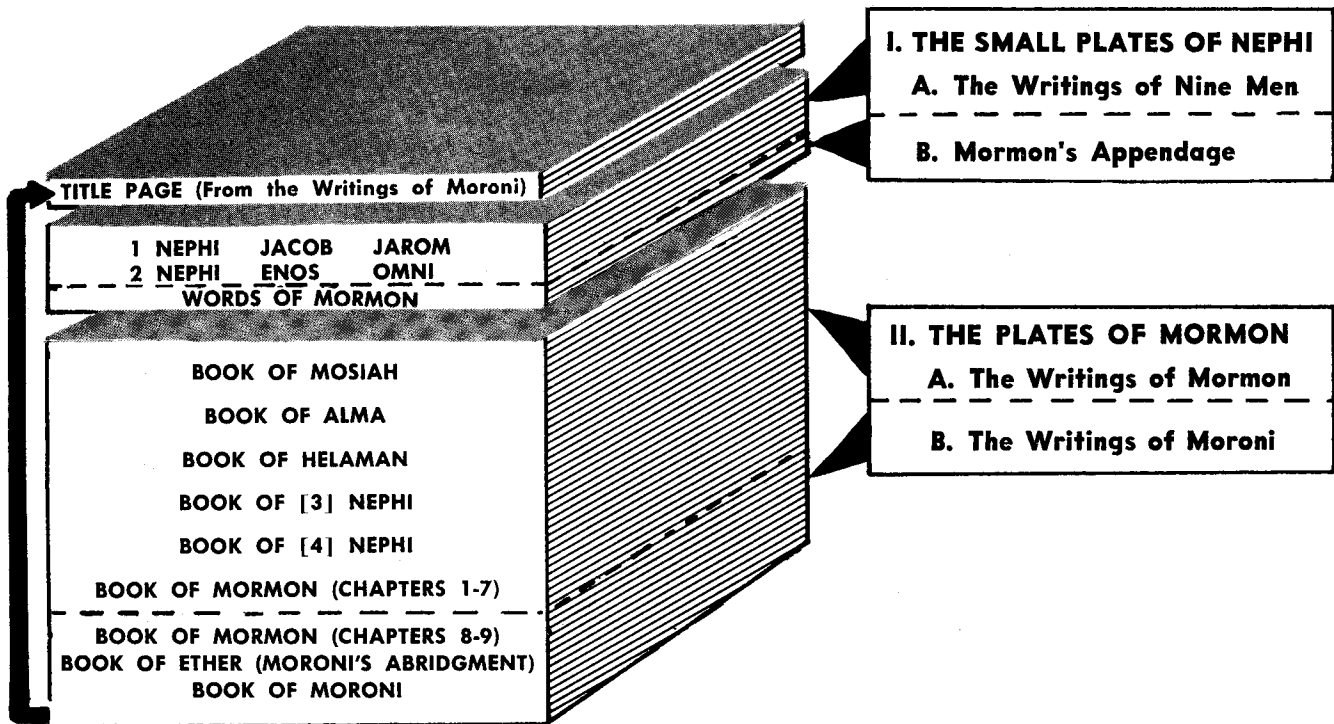 TITLE PAGE (From the Writings of Moroni)
1 NEPHI JACOB JAROM
2 NEPHI ENOS OMNI
WORDS OF MORMON
BOOK OF MOSIAH
BOOK OF ALMA
BOOK OF HELAMAN
BOOK OF [3] NEPHI
BOOK OF [4] NEPHI
BOOK OF MORMON (CHAPTERS 1-7)
BOOK OF MORMON (CHAPTERS 8-9)
BOOK OF ETHER (MORONI'S ABRIDGMENT)
BOOK OF MORONI
I. THE SMALL PLATES OF NEPHI
A. The Writings of Nine Men
B. Mormon's Appendage
II. THE PLATES OF MORMON
A. The Writings of Mormon
B. The Writings of Moroni